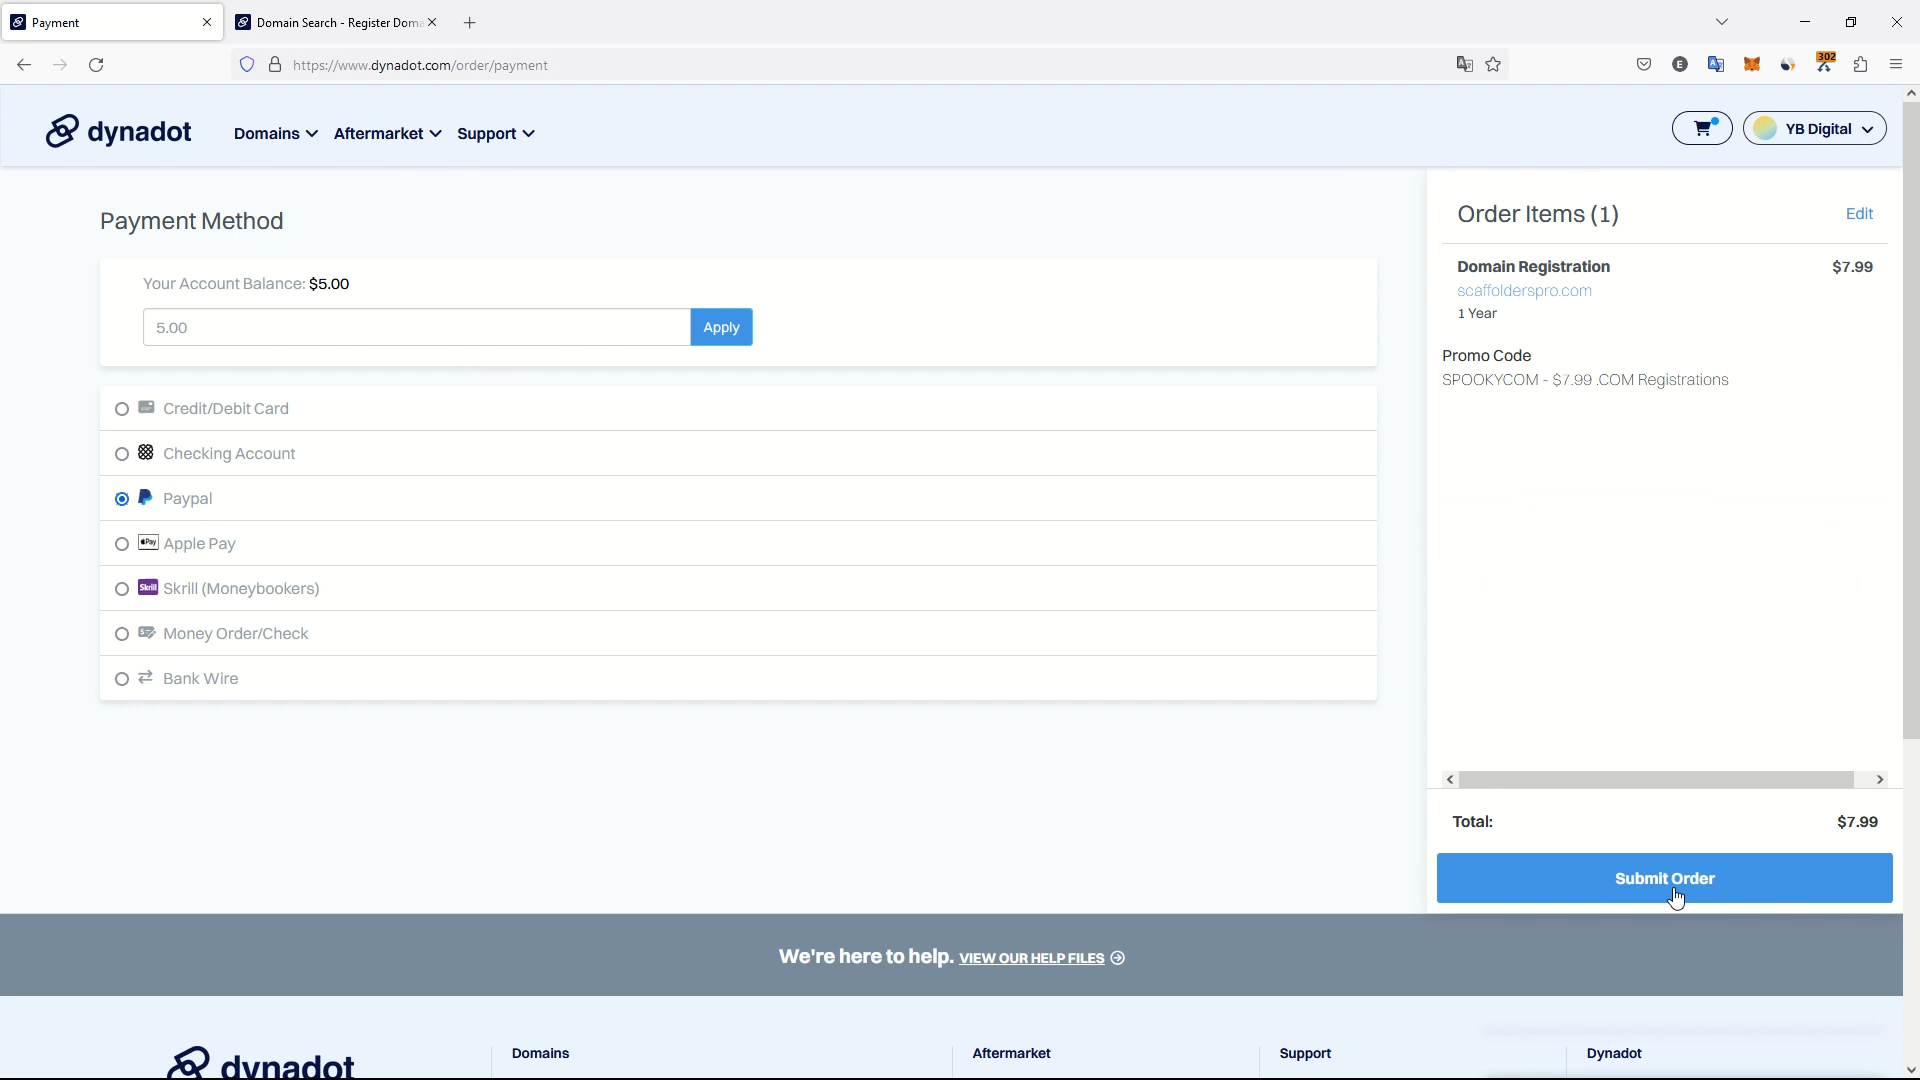 Payment
Domain Search - Register Doma
https://www.dynadot.com/order/payment
E
302
dynadot
Domains
Aftermarket
Support
YB Digital
Payment Method
Your Account Balance: $5.00
5.00
Apply
Credit/Debit Card
Checking Account
Paypal
Pay Apple Pay
Skrill Skrill (Moneybookers)
Money Order/Check
Bank Wire
Order Items (1)
Edit
Domain Registration
$7.99
scaffolderspro.com
1 Year
Promo Code
SPOOKYCOM - $7.99 .COM Registrations
Total:
$7.99
Submit Order
We're here to help. VIEW OUR HELP FILES
dynadot
Domains
Aftermarket
Support
Dynadot